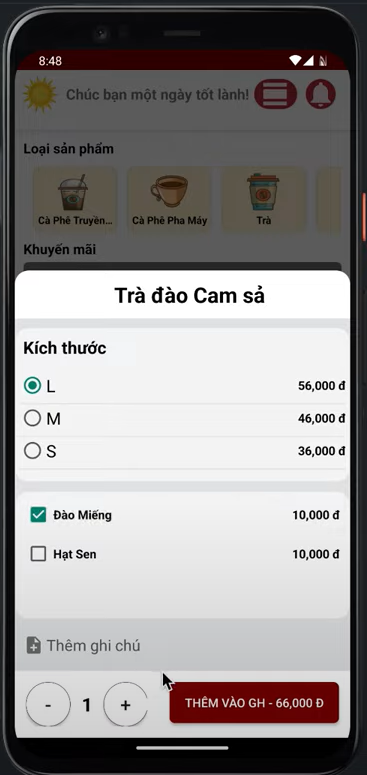 8:48
Chúc bạn một ngày tốt lành!
Loại sản phẩm
Cà Phê Truyền...
Cà Phê Pha Máy
Trà
Khuyến mãi
Trà đào Cam sả
Kích thước
L 56,000 đ
M 46,000 đ
S 36,000 đ
Đào Miếng 10,000 đ
Hạt Sen 10,000 đ
Thêm ghi chú
- 1 + THÊM VÀO GH - 66,000 Đ